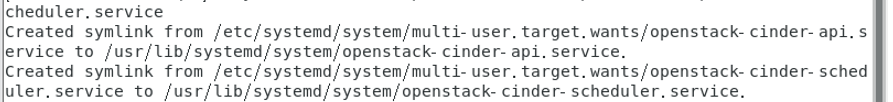 cheduler.service
Created symlink from /etc/systemd/system/multi-user.target.wants/openstack-cinder-api.s
ervice to /usr/lib/systemd/system/openstack-cinder-api.service.
Created symlink from /etc/systemd/system/multi-user.target.wants/openstack-cinder-sched
uler.service to /usr/lib/systemd/system/openstack-cinder-scheduler.service.